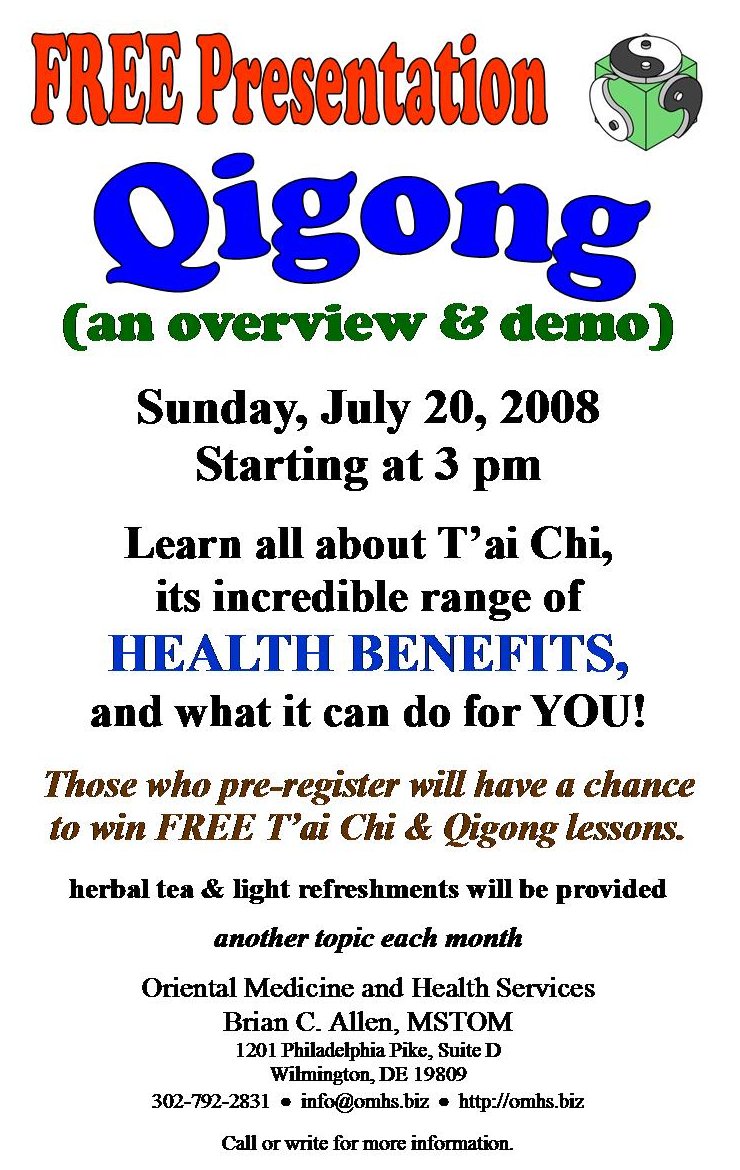 FREE Presentation
Qigong
(an overview & demo)
Sunday, July 20, 2008
Starting at 3 pm
Learn all about T’ai Chi,
its incredible range of
HEALTH BENEFITS,
and what it can do for YOU!
Those who pre-register will have a chance
to win FREE T’ai Chi & Qigong lessons.
herbal tea & light refreshments will be provided
another topic each month
Oriental Medicine and Health Services
Brian C. Allen, MSTOM
1201 Philadelphia Pike, Suite D
Wilmington, DE 19809
302-792-2831 ● info@omhs.biz ● http://omhs.biz
Call or write for more information.